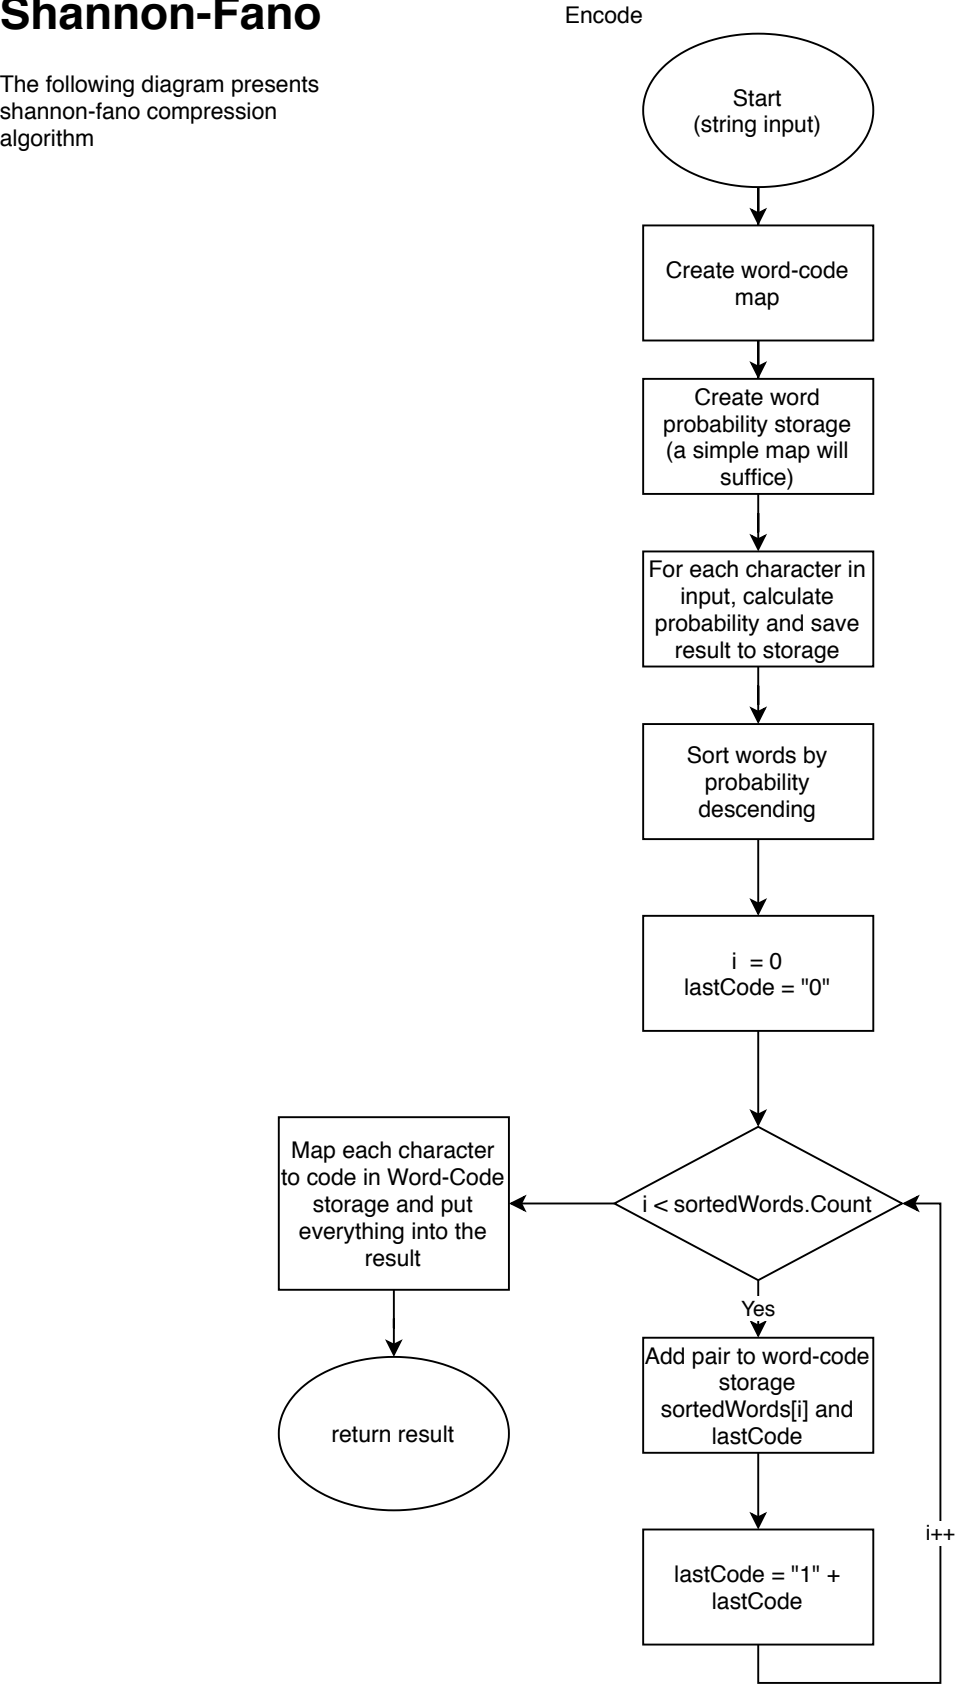 Shannon-Fano
The following diagram presents
shannon-fano compression
algorithm
Encode
Start
(string input)
Create word-code
map
Create word
probability storage
(a simple map will
suffice)
For each character in
input, calculate
probability and save
result to storage
Sort words by
probability
descending
i  = 0
lastCode = "0"
i < sortedWords.Count
Map each character
to code in Word-Code
storage and put
everything into the
result
return result
Yes
Add pair to word-code
storage
sortedWords[i] and
lastCode
i++
lastCode = "1" +
lastCode